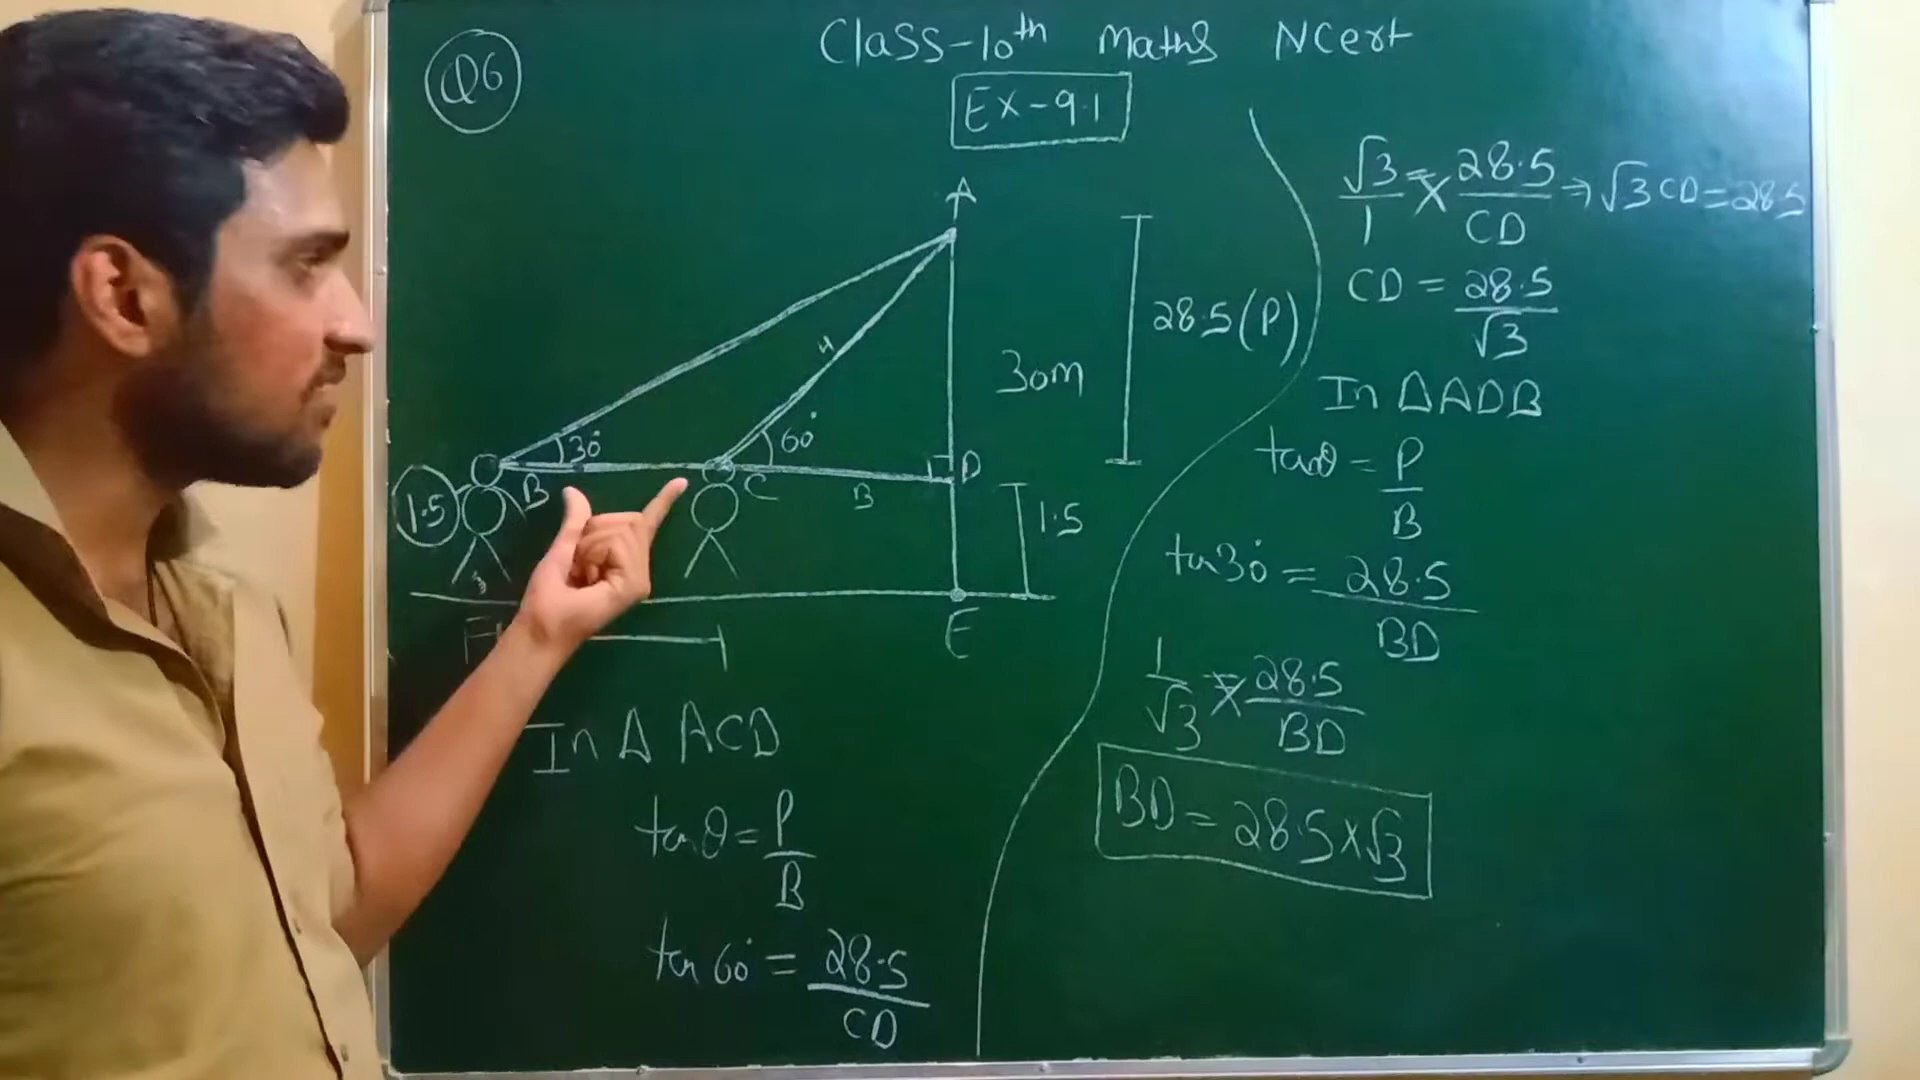 Q6
Class-10th Maths NCert
Ex-9.1
A
28.5(P)
30m
H
30°
60°
D
1.5
B
C
B
1.5
E
In Δ ACD
tanθ = P/B
tan 60° = 28.5/CD
√3/1 = 28.5/CD ⇒ √3 CD = 28.5
CD = 28.5/√3
In ΔADB
tanθ = P/B
tan30° = 28.5/BD
1/√3 = 28.5/BD
BD = 28.5×√3